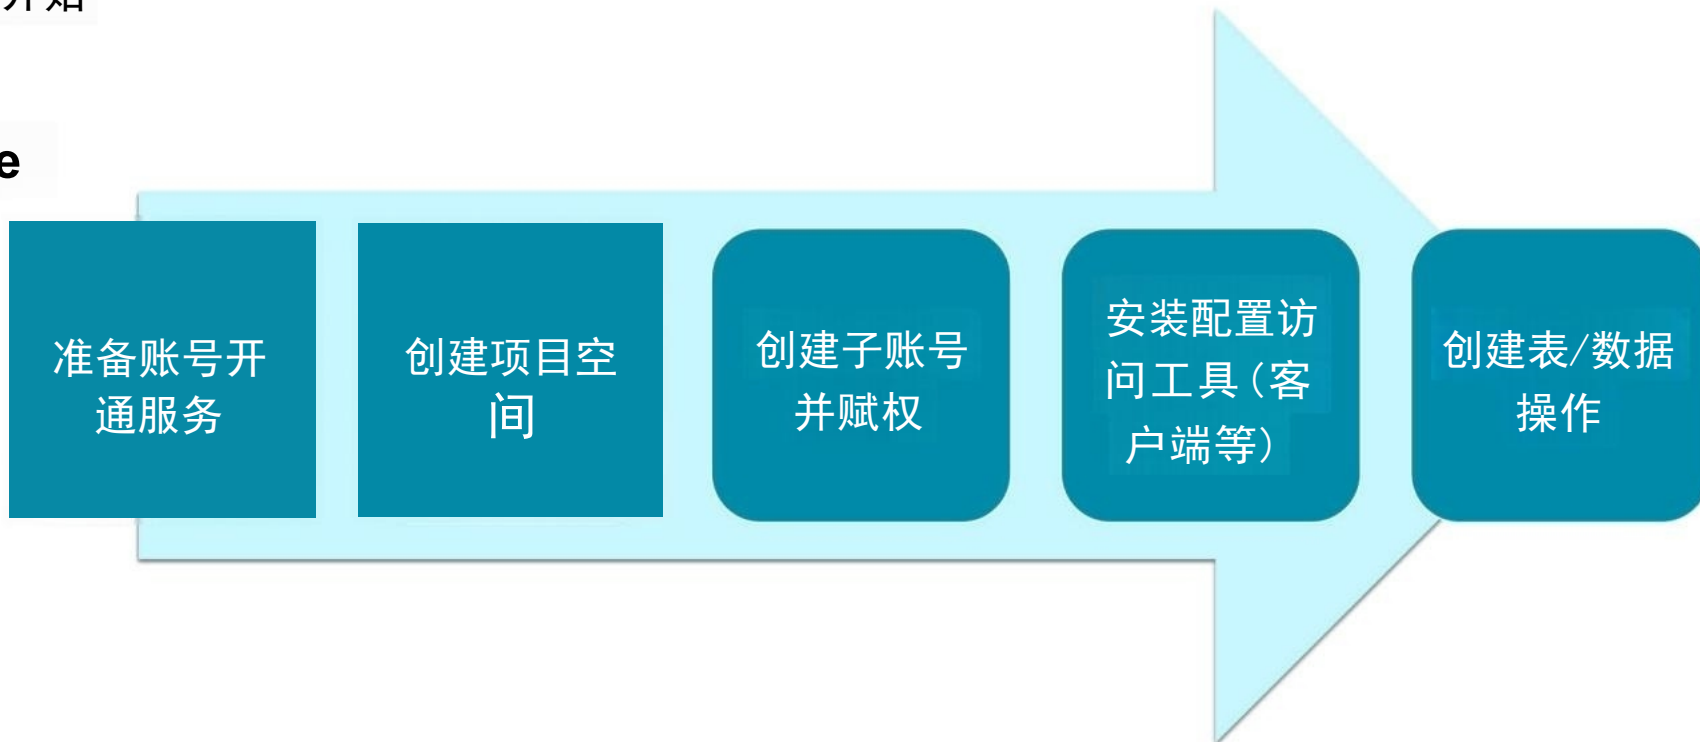 开始
e
准备账号开
通服务
创建项目空
间
创建子账号
并赋权
安装配置访
问工具(客
户端等)
创建表/数据
操作